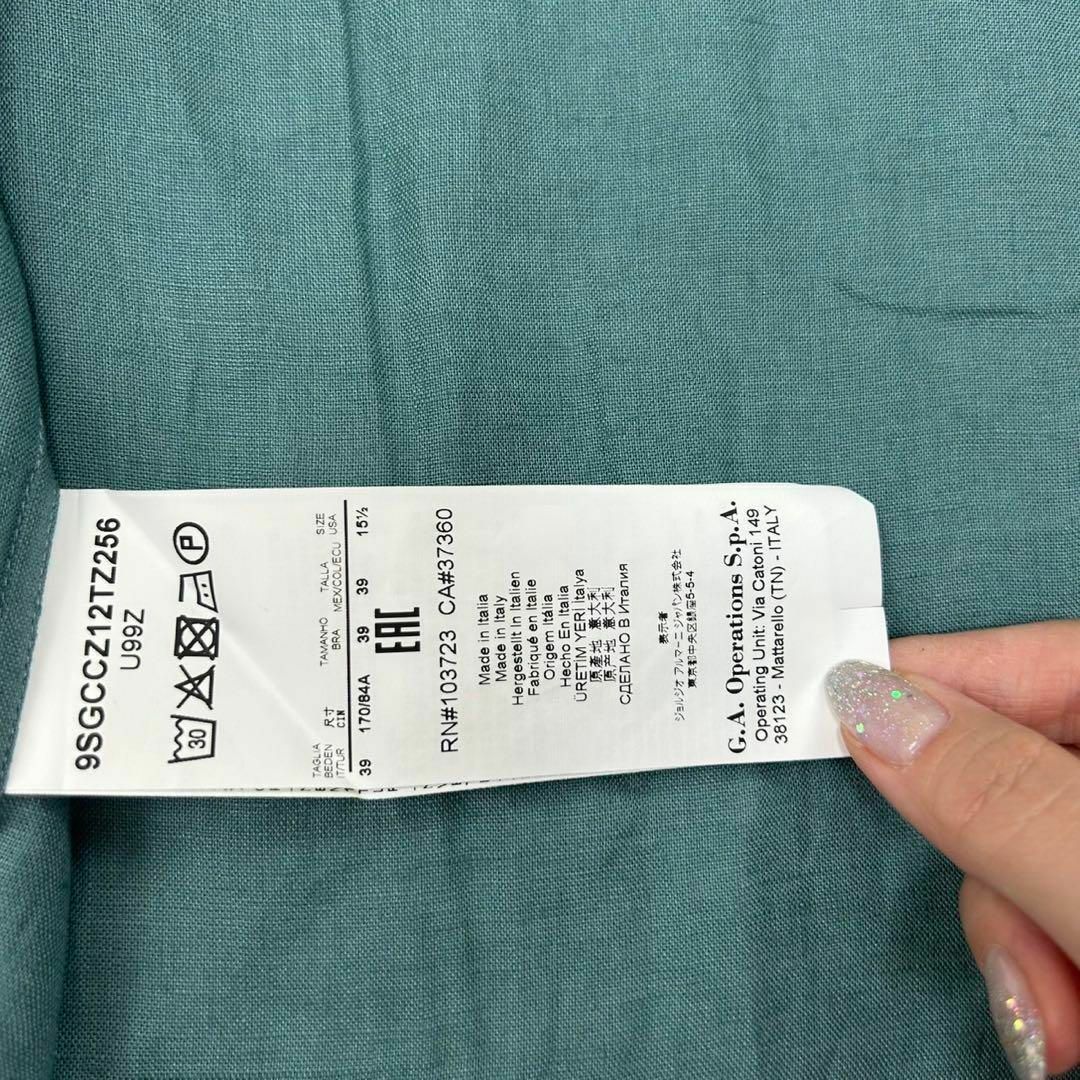 9SGCCZ12TZ256
U99Z
30 P
TAGLIA 尺寸 TAMANHO TALLA SIZE
BEDEN CIN BRA MEX/COL/ECU USA
IT/TUR
39 170/84A 39 39 15½
EAC
RN#103723 CA#37360
Made in Italia
Made in Italy
Hergestellt in Italien
Fabriqué en Italie
Origem Itália
Hecho En Italia
ÜRETIM YERI Italya
原產地 意大利
原产地 意大利
СДЕЛАНО В ИТАЛИЯ
表示者
ジョルジオ アルマーニ ジャパン株式会社
東京都中央区銀座5-5-4
G.A. Operations S.p.A.
Operating Unit: Via Catoni 149
38123 - Mattarello (TN) - ITALY